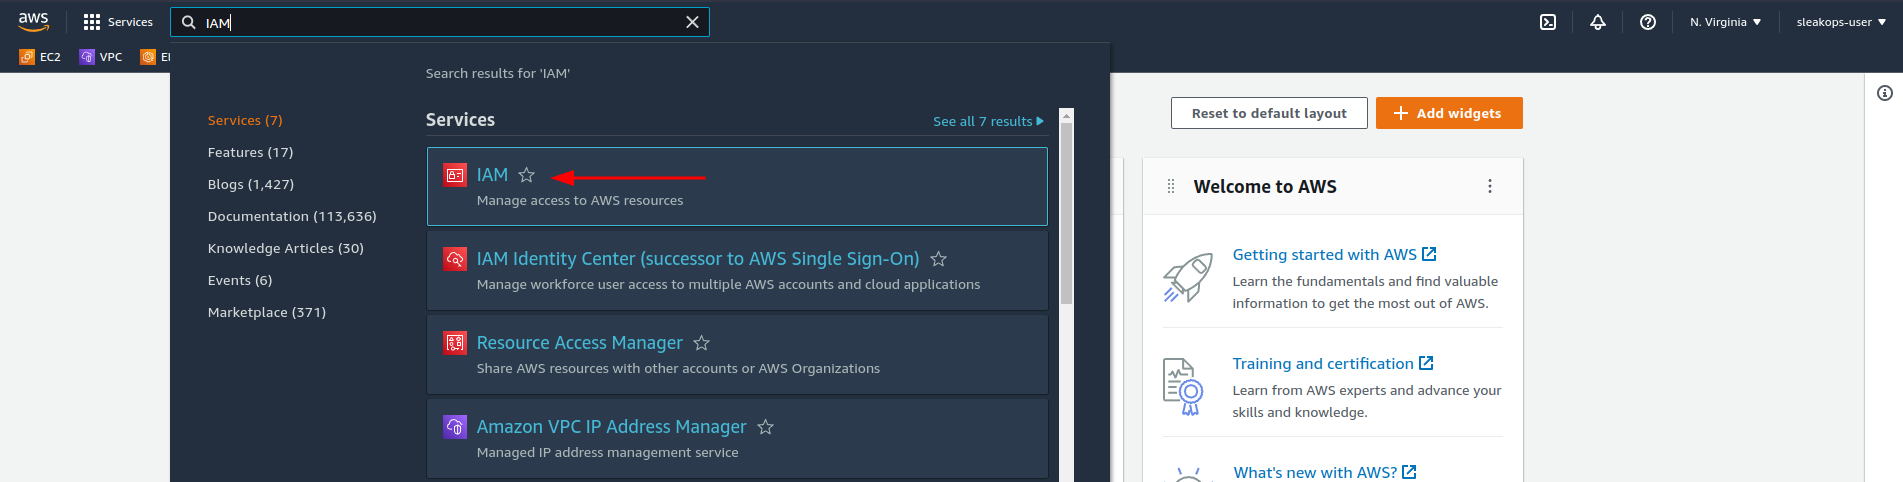 aws
Services
IAM
N. Virginia
sleakops-user
EC2
VPC
Search results for 'IAM'
Services (7)
Features (17)
Blogs (1,427)
Documentation (113,636)
Knowledge Articles (30)
Events (6)
Marketplace (371)
Services
See all 7 results
IAM
Manage access to AWS resources
IAM Identity Center (successor to AWS Single Sign-On)
Manage workforce user access to multiple AWS accounts and cloud applications
Resource Access Manager
Share AWS resources with other accounts or AWS Organizations
Amazon VPC IP Address Manager
Managed IP address management service
Reset to default layout
Add widgets
Welcome to AWS
Getting started with AWS
Learn the fundamentals and find valuable
information to get the most out of AWS.
Training and certification
Learn from AWS experts and advance your
skills and knowledge.
What's new with AWS?